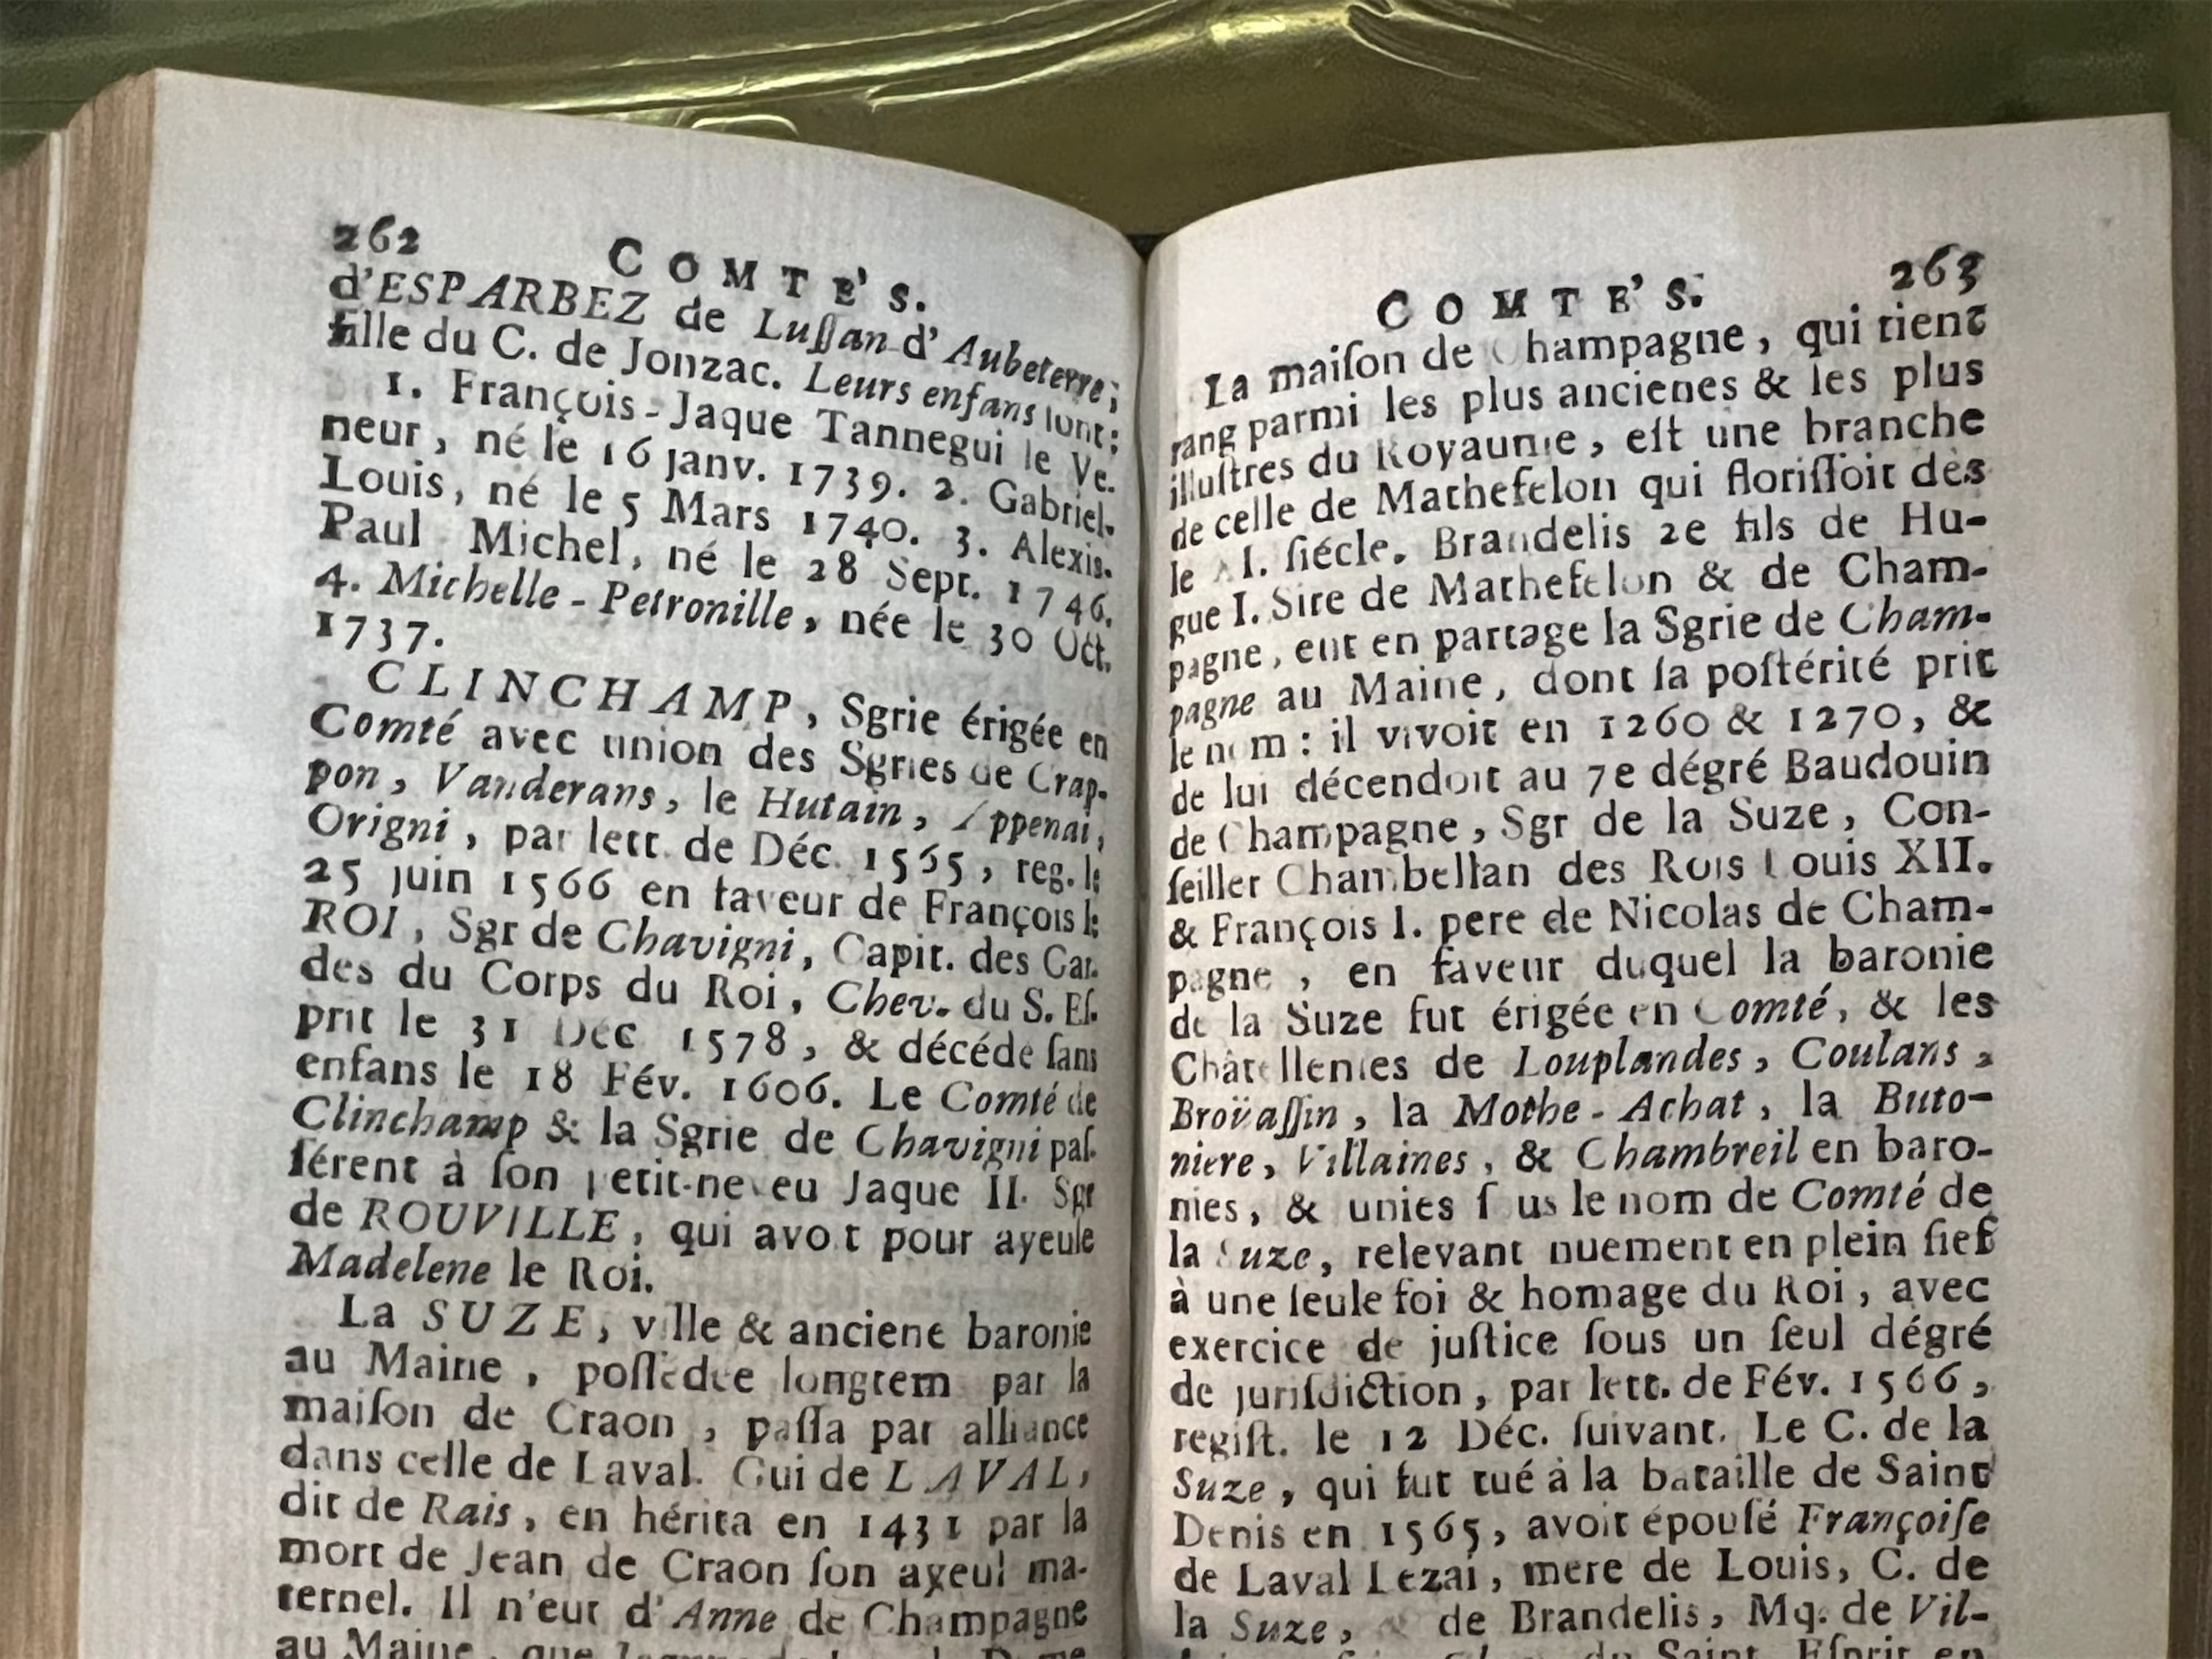 262 COMTE'S.
d'ESPARBEZ de Luſſan-d'Aubeterre;
fille du C. de Jonzac. Leurs enfans ſont;
1. François-Jaque Tannegui le Ve.
neur, né le 16 janv. 1739. 2. Gabriel-
Louis, né le 5 Mars 1740. 3. Alexis-
Paul Michel, né le 28 Sept. 1746.
4. Michelle-Petronille, née le 30 Oct.
1737.
CLINCHAMP, Sgrie érigée en
Comté avec union des Sgries de Crap-
pon, Vanderans, le Hutain, Appenai,
Origni, par lett. de Déc. 1565, reg. le
25 juin 1566 en faveur de François le
ROI, Sgr de Chavigni, Capit. des Gar-
des du Corps du Roi, Chev. du S. Eſ-
prit le 31 Déc 1578, & décéde ſans
enfans le 18 Fév. 1606. Le Comté de
Clinchamp & la Sgrie de Chavigni paſ-
ſérent à ſon petit-neveu Jaque II. Sgr
de ROUVILLE, qui avoit pour ayeule
Madelene le Roi.
La SUZE, ville & anciene baronie
au Maine, poſſédée longtem par la
maiſon de Craon, paſſa par alliance
dans celle de Laval. Gui de LAVAL,
dit de Rais, en hérita en 1431 par la
mort de Jean de Craon ſon ayeul ma-
ternel. Il n'eut d'Anne de Champagne
au Maine, que
COMTE'S. 263
La maiſon de Champagne, qui tient
rang parmi les plus ancienes & les plus
illuſtres du Royaume, eſt une branche
de celle de Mathefelon qui floriſſoit dès
le XI. ſiécle. Brandelis 2e fils de Hu-
gue I. Sire de Mathefelon & de Cham-
pagne, eut en partage la Sgrie de Cham-
pagne au Maine, dont ſa poſtérité prit
le nom : il vivoit en 1260 & 1270, &
de lui décendoit au 7e dégré Baudouin
de Champagne, Sgr de la Suze, Con-
ſeiller Chambellan des Rois Louis XII.
& François I. pere de Nicolas de Cham-
pagne, en faveur duquel la baronie
de la Suze fut érigée en Comté, & les
Châtellenies de Louplandes, Coulans,
Broüaſſin, la Mothe-Achat, la Buto-
niere, Villaines, & Chambreil en baro-
nies, & unies ſous le nom de Comté de
la Suze, relevant nuement en plein fief
à une ſeule foi & homage du Roi, avec
exercice de juſtice ſous un ſeul dégré
de juriſdiction, par lett. de Fév. 1566,
regiſt. le 12 Déc. ſuivant. Le C. de la
Suze, qui fut tué à la bataille de Saint
Denis en 1565, avoit épouſé Françoiſe
de Laval Lezai, mere de Louis, C. de
la Suze, & de Brandelis, Mq. de Vil-
du Saint Eſprit en